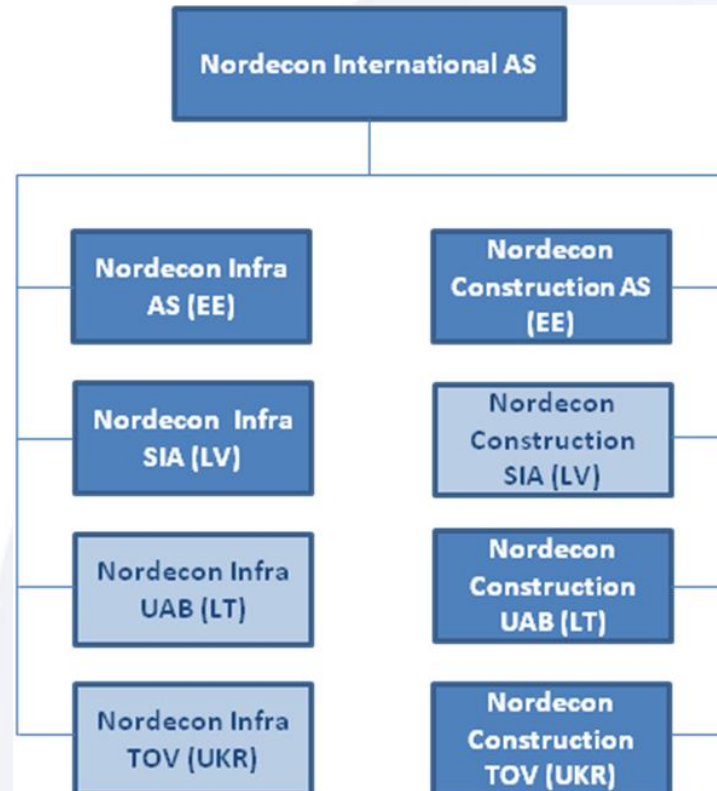 Nordecon International AS
Nordecon Infra
AS (EE)
Nordecon
Construction AS
(EE)
Nordecon Infra
SIA (LV)
Nordecon
Construction
SIA (LV)
Nordecon Infra
UAB (LT)
Nordecon
Construction
UAB (LT)
Nordecon Infra
TOV (UKR)
Nordecon
Construction
TOV (UKR)